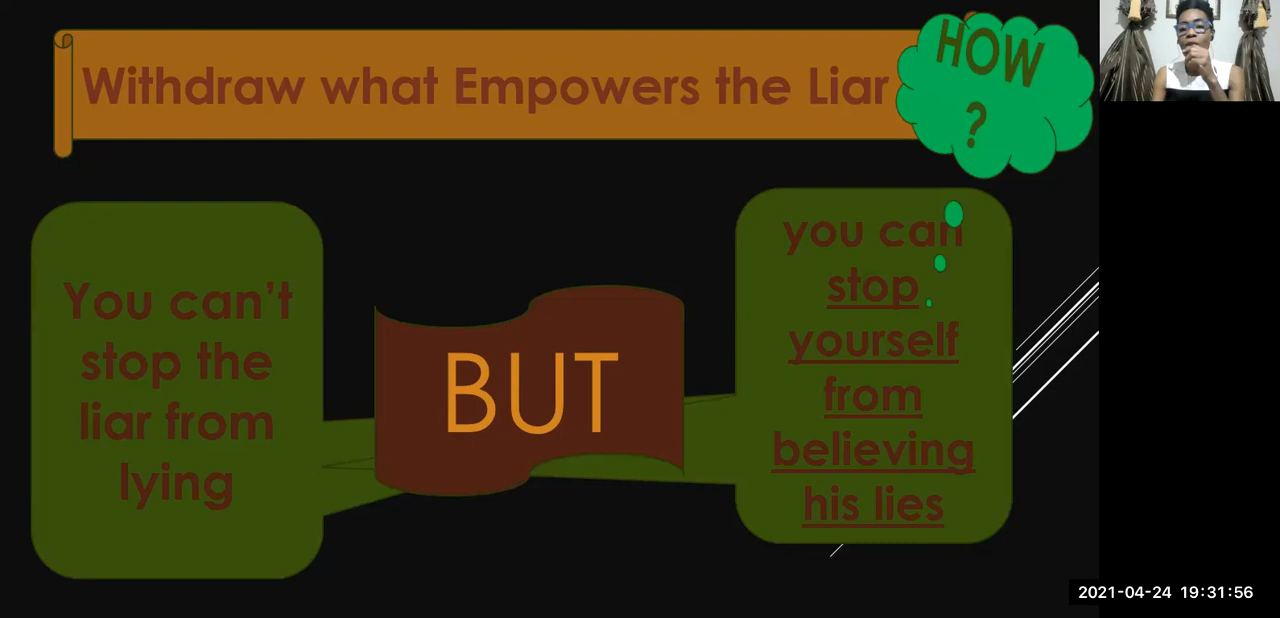 Withdraw what Empowers the Liar
HOW
?
You can't
stop the
liar from
lying
BUT
you can
stop
yourself
from
believing
his lies
2021-04-24 19:31:56